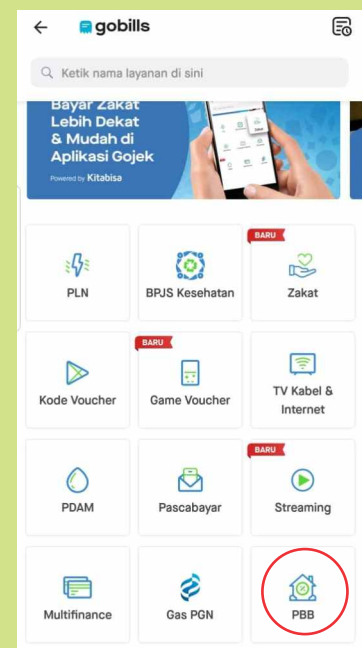 gobills
Ketik nama layanan di sini
Bayar Zakat
Lebih Dekat
& Mudah di
Aplikasi Gojek
Powered by Kitabisa
BARU
PLN
BPJS Kesehatan
Zakat
BARU
Kode Voucher
Game Voucher
TV Kabel &
Internet
BARU
PDAM
Pascabayar
Streaming
Multifinance
Gas PGN
PBB